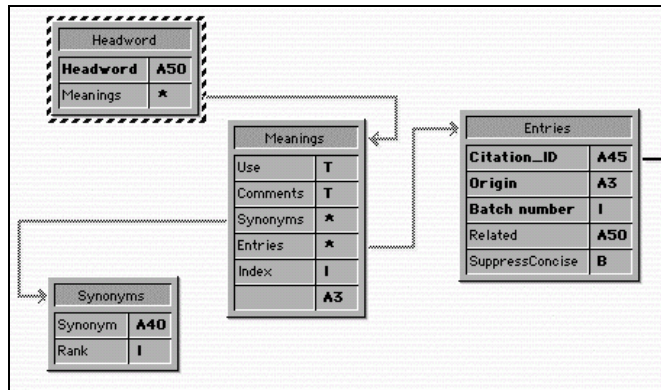 Headword
Headword A50
Meanings *
Meanings
Use T
Comments T
Synonyms *
Entries *
Index I
A3
Entries
Citation_ID A45
Origin A3
Batch number I
Related A50
SuppressConcise B
Synonyms
Synonym A40
Rank I